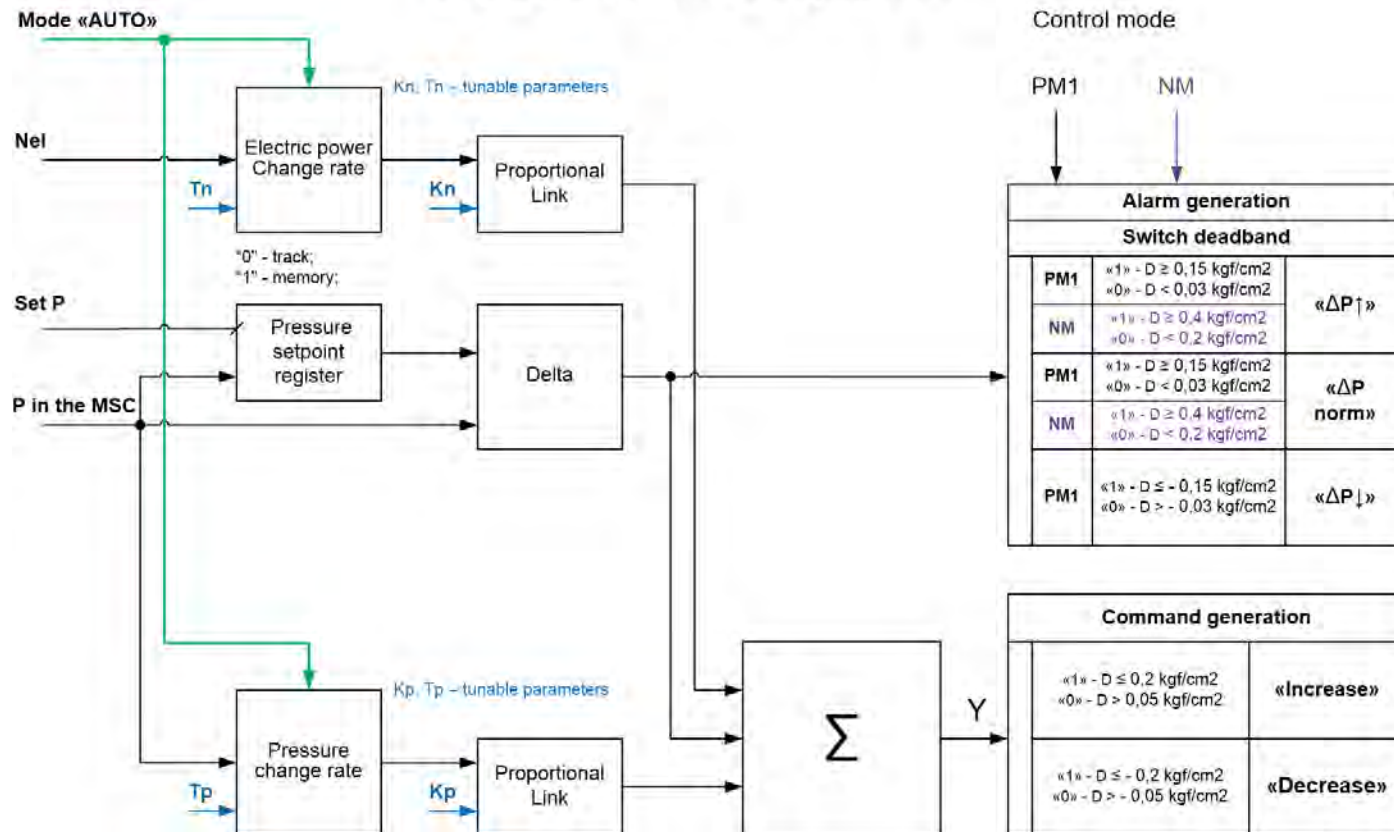 Mode «AUTO»
Control mode
Kn, Tn – tunable parameters
PM1
NM
Nel
Electric power
Change rate
Tn
Kn
Proportional
Link
"0" - track;
"1" - memory;
Set P
Pressure
setpoint
register
Delta
P in the MSC
Alarm generation
Switch deadband
PM1
«1» - D ≥ 0,15 kgf/cm2
«0» - D < 0,03 kgf/cm2
«ΔP↑»
NM
«1» - D ≥ 0,4 kgf/cm2
«0» - D < 0,2 kgf/cm2
PM1
«1» - D ≥ 0,15 kgf/cm2
«0» - D < 0,03 kgf/cm2
«ΔP
norm»
NM
«1» - D ≥ 0,4 kgf/cm2
«0» - D < 0,2 kgf/cm2
PM1
«1» - D ≤ - 0,15 kgf/cm2
«0» - D > - 0,03 kgf/cm2
«ΔP↓»
Kp, Tp – tunable parameters
Pressure
change rate
Tp
Kp
Proportional
Link
Σ
Y
Command generation
«1» - D ≤ 0,2 kgf/cm2
«0» - D > 0,05 kgf/cm2
«Increase»
«1» - D ≤ - 0,2 kgf/cm2
«0» - D > - 0,05 kgf/cm2
«Decrease»